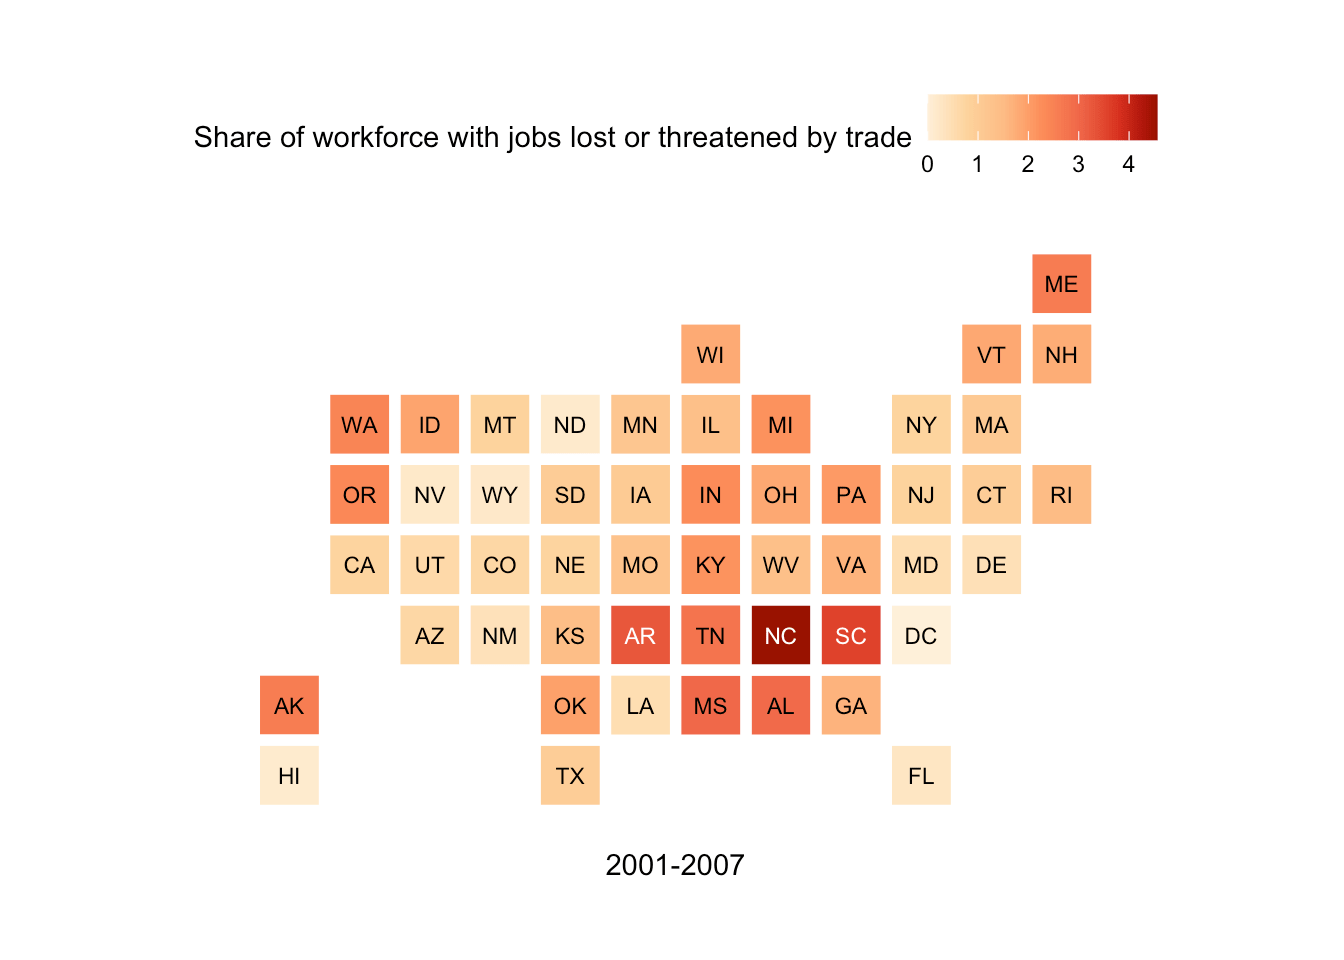 Share of workforce with jobs lost or threatened by trade
0 1 2 3 4
ME
WI VT NH
WA ID MT ND MN IL MI NY MA
OR NV WY SD IA IN OH PA NJ CT RI
CA UT CO NE MO KY WV VA MD DE
AZ NM KS AR TN NC SC DC
AK OK LA MS AL GA
HI TX FL
2001-2007